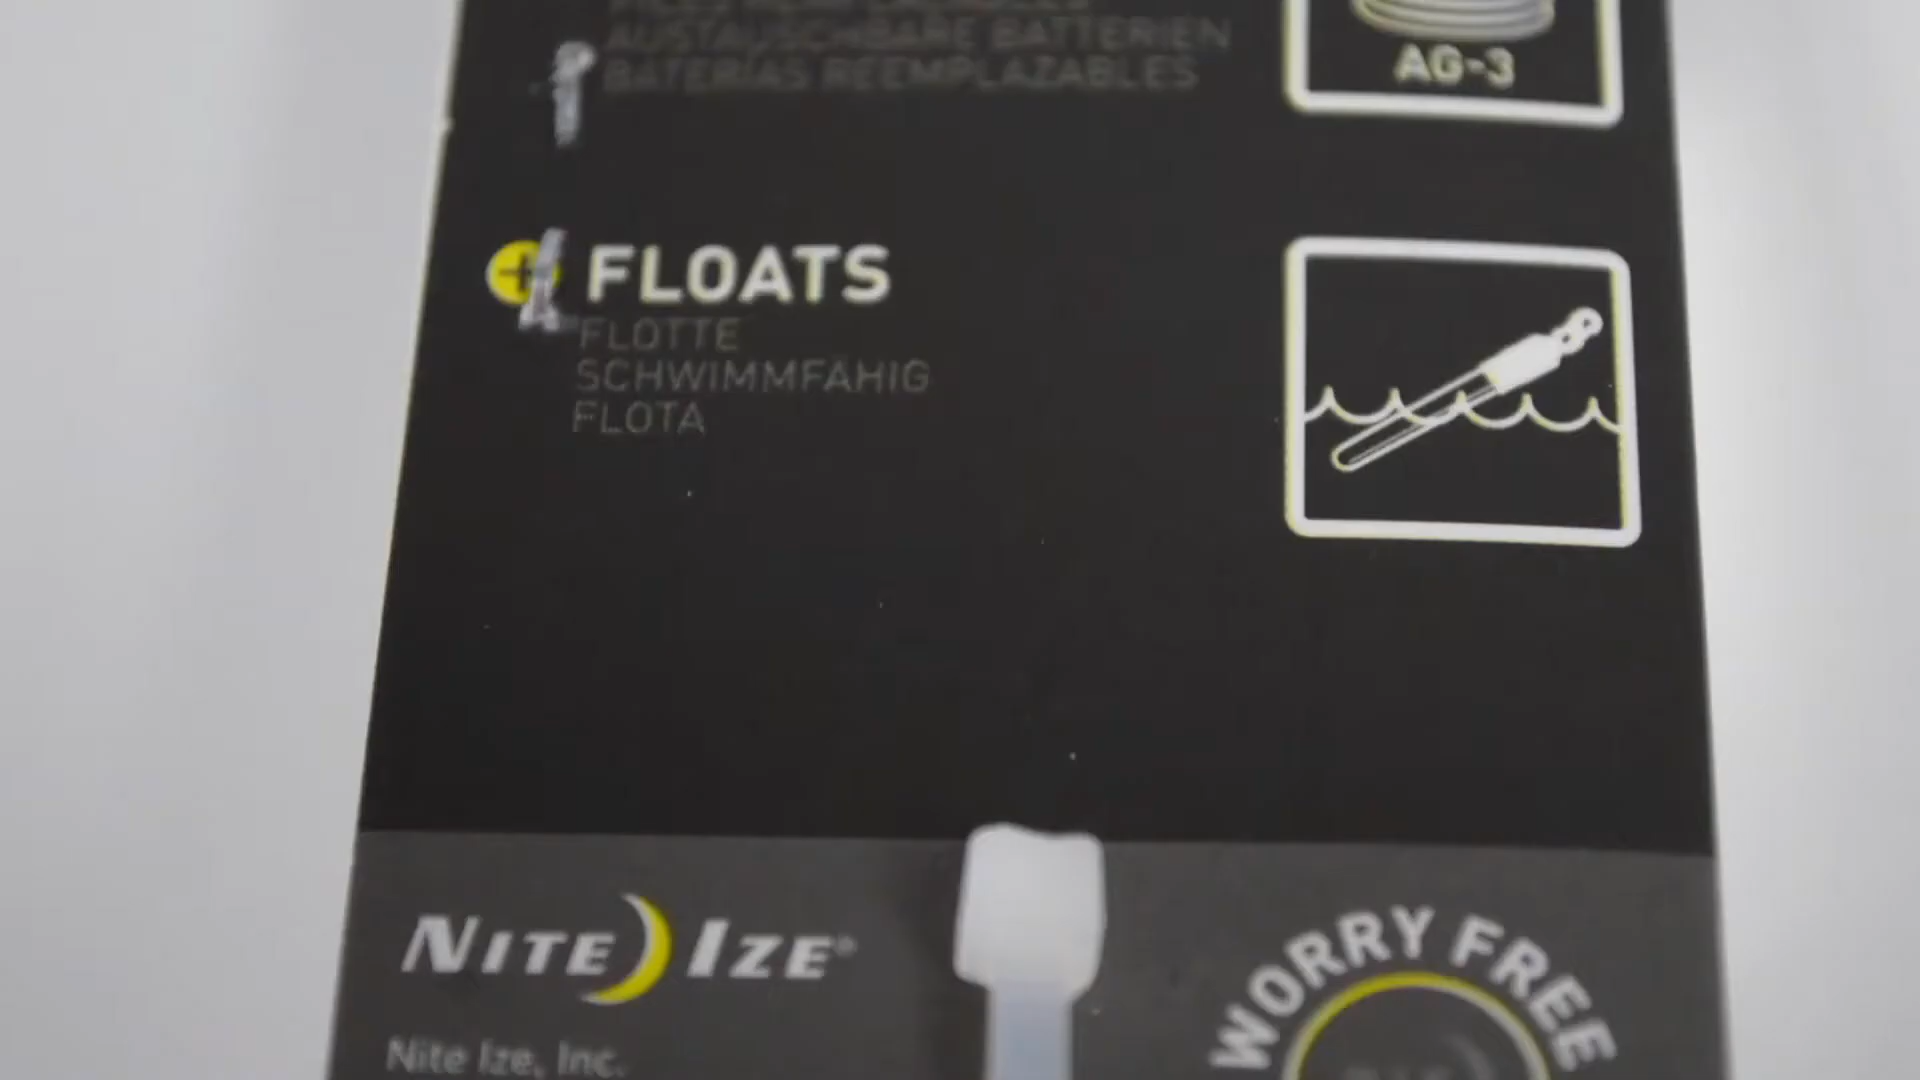 AUSTAUSCHBARE BATTERIEN
BATERÍAS REEMPLAZABLES
AG-3
FLOATS
FLOTTE
SCHWIMMFÄHIG
FLOTA
NITE IZE®
Nite Ize, Inc.
WORRY FREE